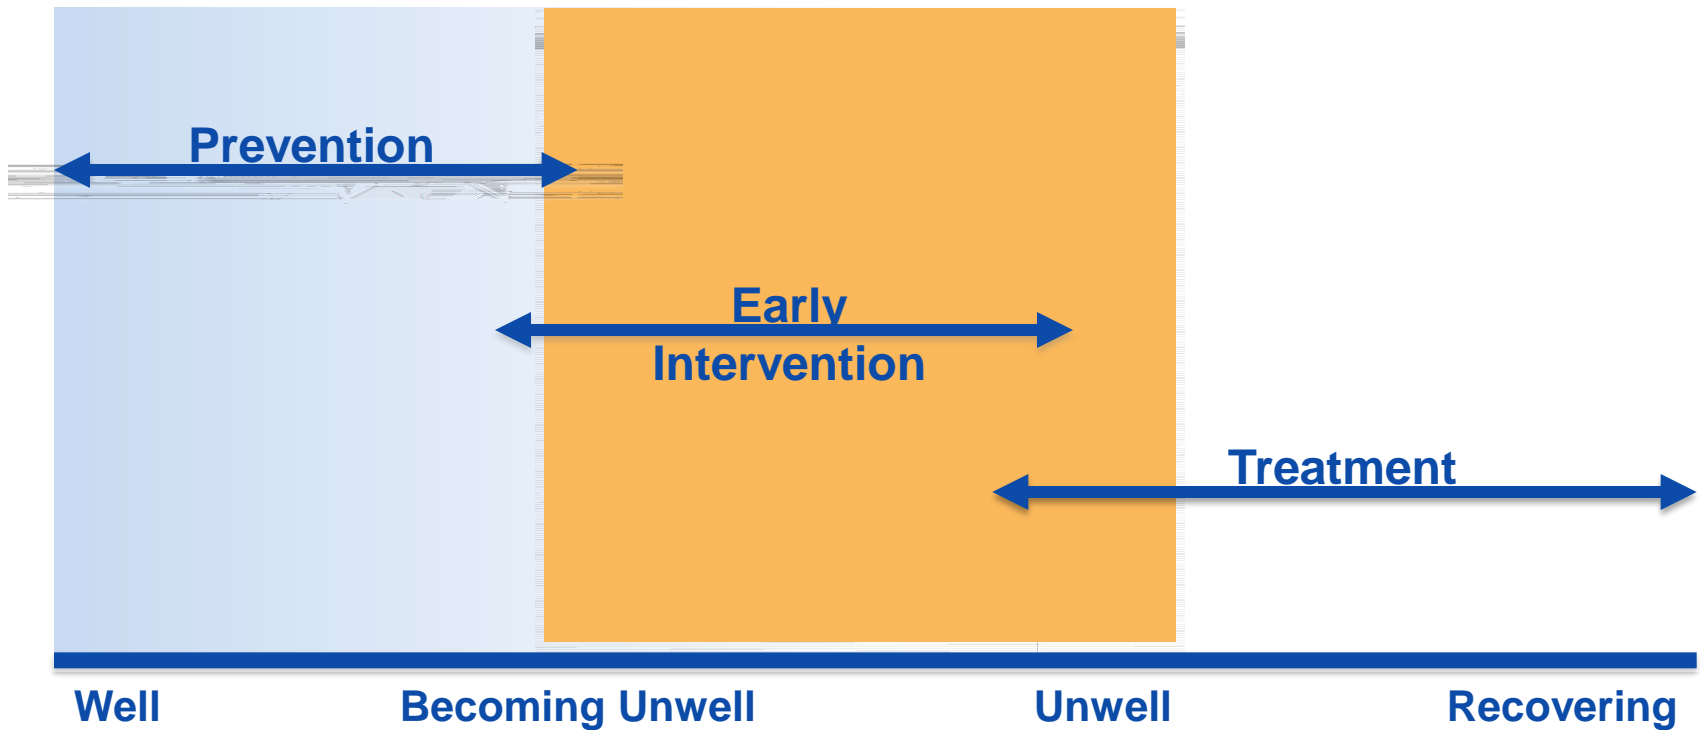 Prevention
Early
Intervention
Treatment
Well
Becoming Unwell
Unwell
Recovering